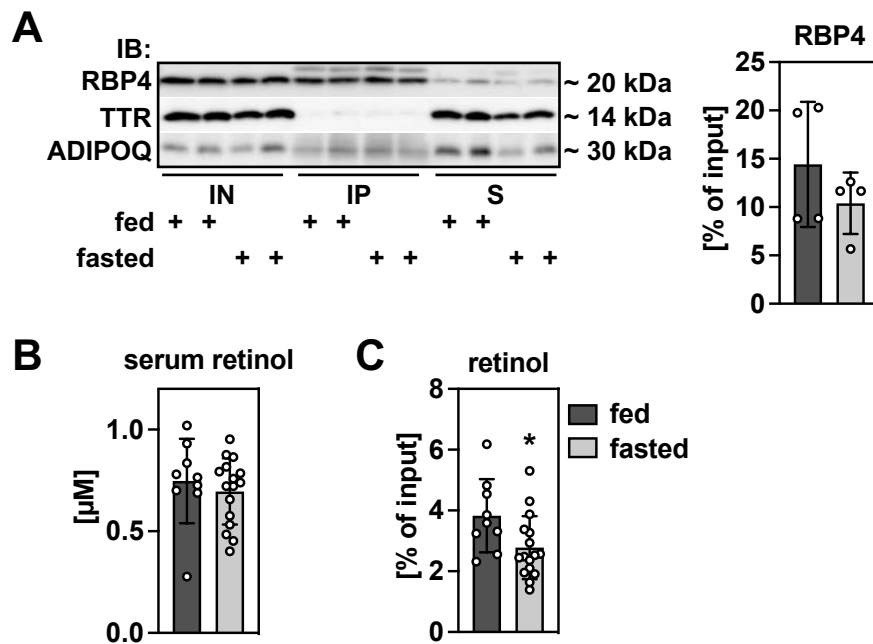 A
IB:
RBP4
~ 20 kDa
TTR
~ 14 kDa
ADIPOQ
~ 30 kDa
IN IP S
fed + + + + + +
fasted + + + + + +
RBP4
[% of input]
25
20
15
10
5
0
B
serum retinol
[µM]
1.0
0.5
0.0
C
retinol
[% of input]
8
6
4
2
0
*
fed
fasted